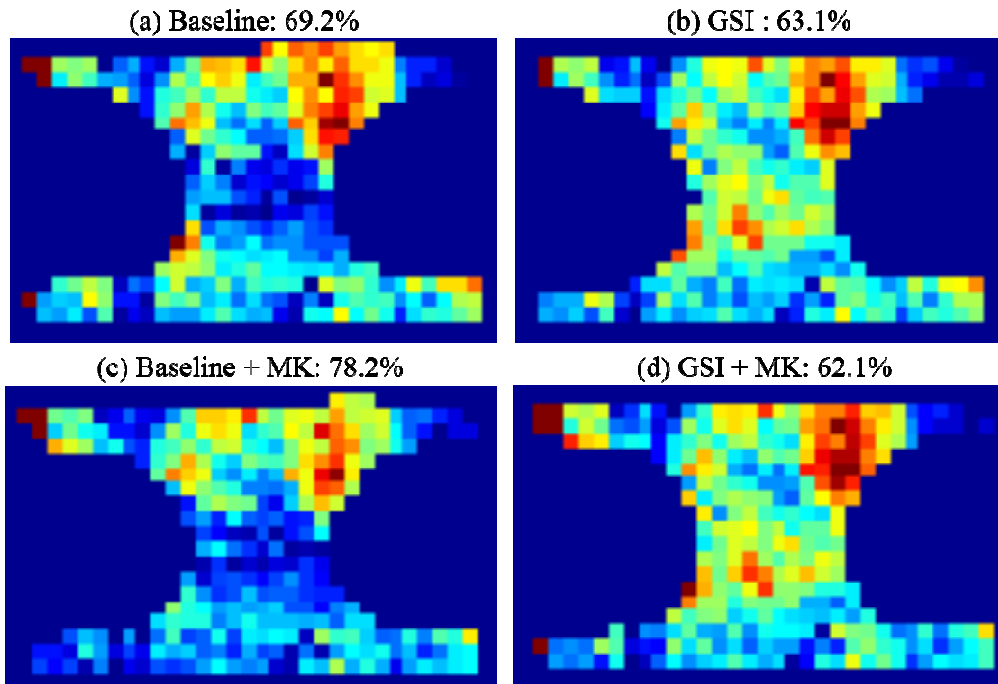 (a) Baseline: 69.2%
(b) GSI : 63.1%
(c) Baseline + MK: 78.2%
(d) GSI + MK: 62.1%